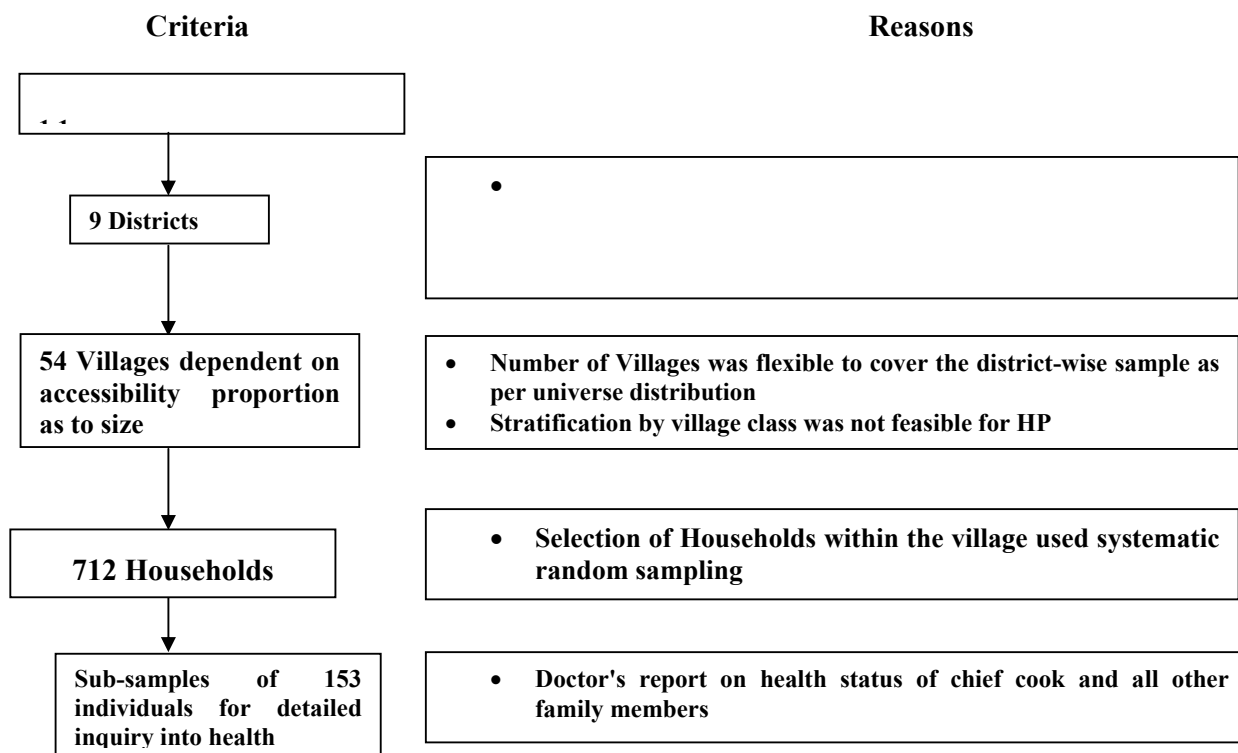 Criteria
Reasons
9 Districts
•
54 Villages dependent on
accessibility proportion
as to size
• Number of Villages was flexible to cover the district-wise sample as
per universe distribution
• Stratification by village class was not feasible for HP
712 Households
• Selection of Households within the village used systematic
random sampling
Sub-samples of 153
individuals for detailed
inquiry into health
• Doctor's report on health status of chief cook and all other
family members